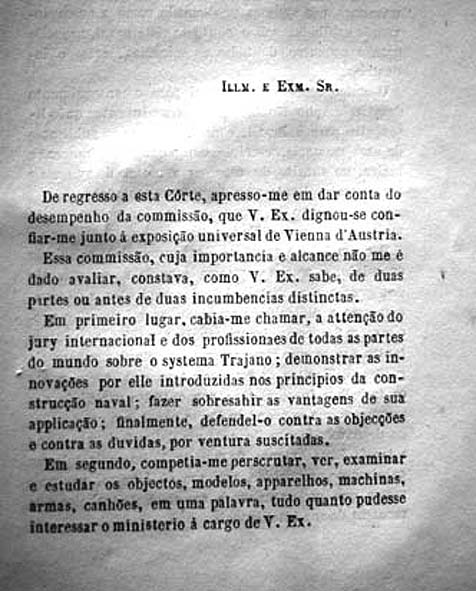 Illm. e Exm. Sr.
De regresso a esta Côrte, apresso-me em dar conta do
desempenho da commissão, que V. Ex. dignou-se con-
fiar-me junto á exposição universal de Vienna d'Austria.
Essa commissão, cuja importancia e alcance não me é
dado avaliar, constava, como V. Ex. sabe, de duas
partes ou antes de duas incumbencias distinctas.
Em primeiro lugar, cabia-me chamar, a attenção do
jury internacional e dos profissionaes de todas as partes
do mundo sobre o systema Trajano; demonstrar as in-
novações por elle introduzidas nos principios da con-
strucção naval; fazer sobresahir as vantagens de sua
applicação; finalmente, defendel-o contra as objecções
e contra as duvidas, por ventura suscitadas.
Em segundo, competia-me perscrutar, ver, examinar
e estudar os objectos, modelos, apparelhos, machinas,
armas, canhões, em uma palavra, tudo quanto pudesse
interessar o ministerio à cargo de V. Ex.